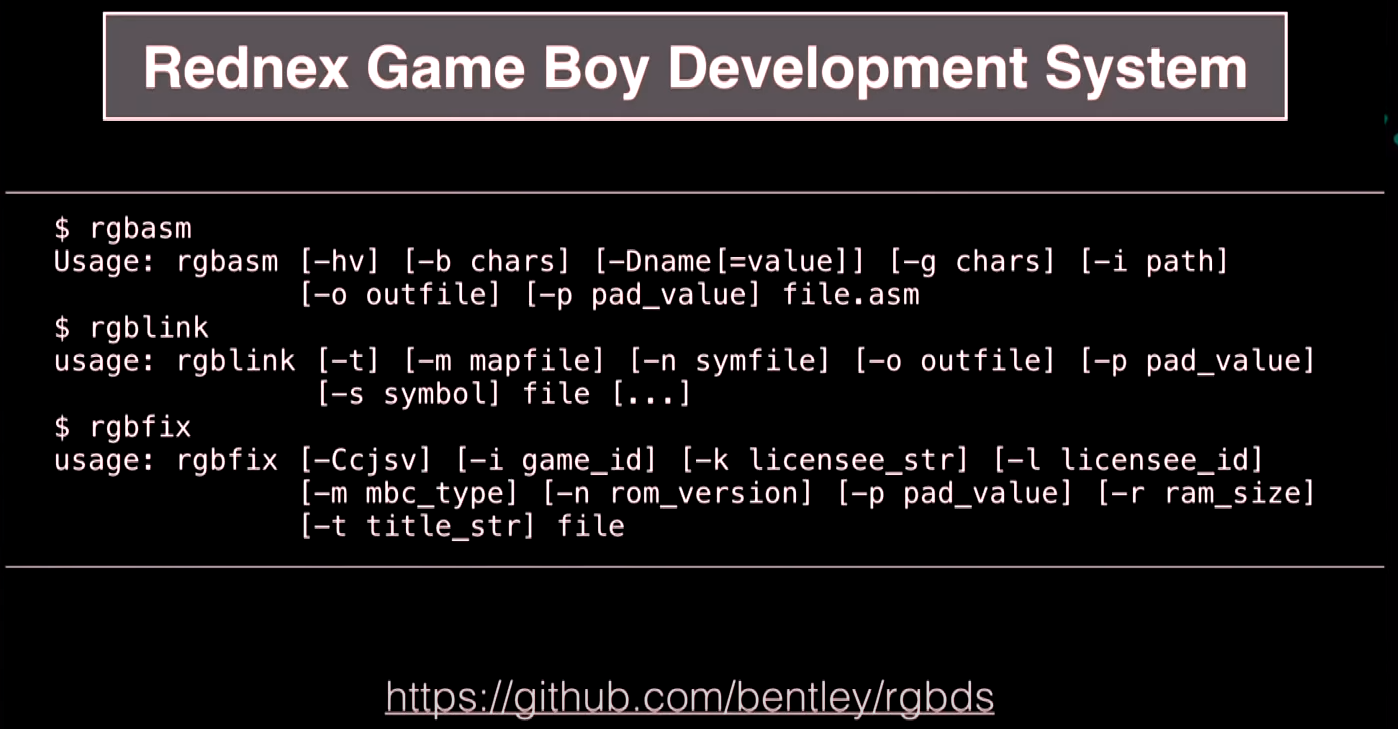 Rednex Game Boy Development System
$ rgbasm
Usage: rgbasm [-hv] [-b chars] [-Dname[=value]] [-g chars] [-i path]
[-o outfile] [-p pad_value] file.asm
$ rgblink
usage: rgblink [-t] [-m mapfile] [-n symfile] [-o outfile] [-p pad_value]
[-s symbol] file [...]
$ rgbfix
usage: rgbfix [-Ccjsv] [-i game_id] [-k licensee_str] [-l licensee_id]
[-m mbc_type] [-n rom_version] [-p pad_value] [-r ram_size]
[-t title_str] file
https://github.com/bentley/rgbds